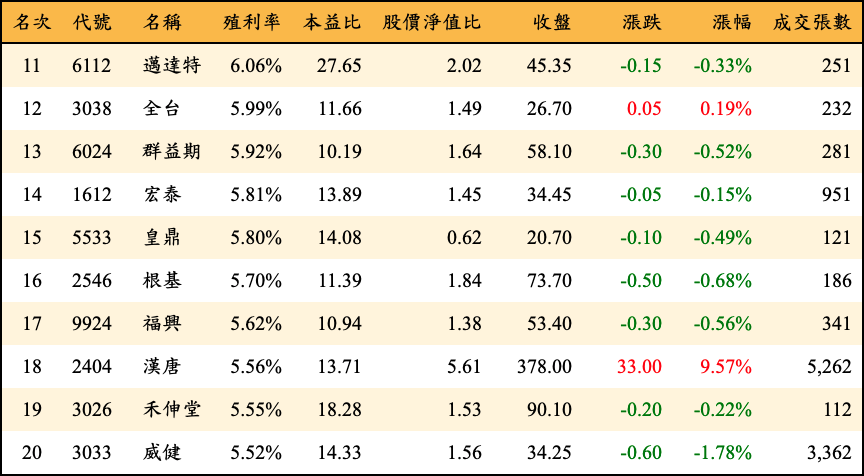 名次 代號 名稱 殖利率 本益比 股價淨值比 收盤 漲跌 漲幅 成交張數
11 6112 邁達特 6.06% 27.65 2.02 45.35 -0.15 -0.33% 251
12 3038 全台 5.99% 11.66 1.49 26.70 0.05 0.19% 232
13 6024 群益期 5.92% 10.19 1.64 58.10 -0.30 -0.52% 281
14 1612 宏泰 5.81% 13.89 1.45 34.45 -0.05 -0.15% 951
15 5533 皇鼎 5.80% 14.08 0.62 20.70 -0.10 -0.49% 121
16 2546 根基 5.70% 11.39 1.84 73.70 -0.50 -0.68% 186
17 9924 福興 5.62% 10.94 1.38 53.40 -0.30 -0.56% 341
18 2404 漢唐 5.56% 13.71 5.61 378.00 33.00 9.57% 5,262
19 3026 禾伸堂 5.55% 18.28 1.53 90.10 -0.20 -0.22% 112
20 3033 威健 5.52% 14.33 1.56 34.25 -0.60 -1.78% 3,362